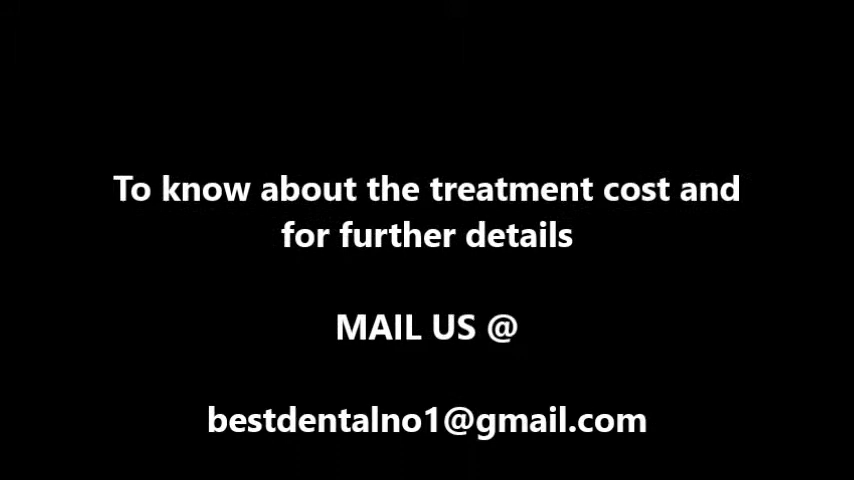 To know about the treatment cost and
for further details
MAIL US @
bestdentalno1@gmail.com